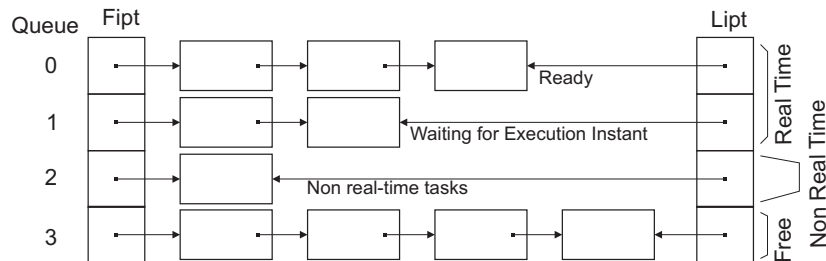 Queue Fipt Lipt
0 Ready
1 Waiting for Execution Instant
2 Non real-time tasks
3
Real Time
Non Real Time
Free